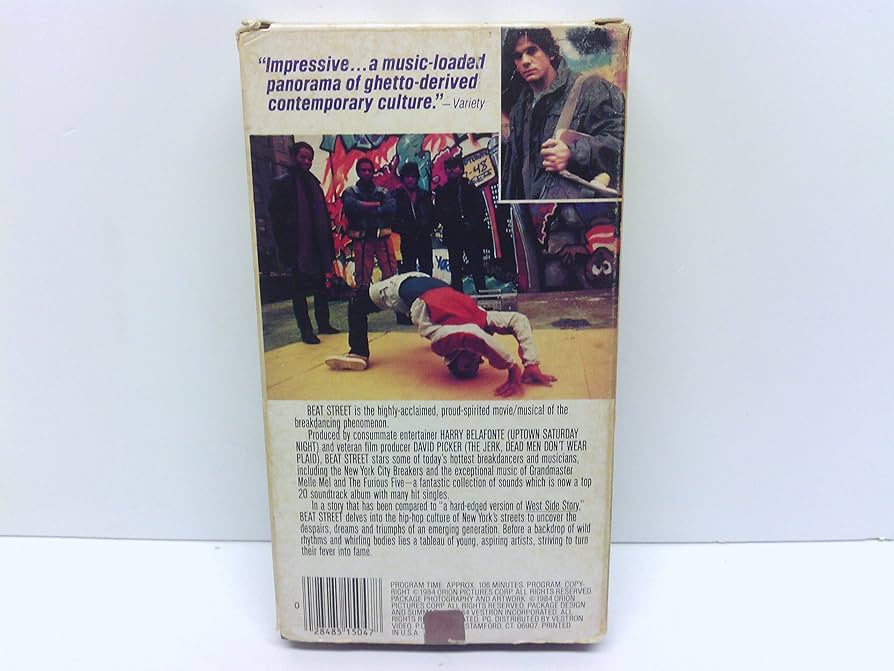 "Impressive...a music-loaded
panorama of ghetto-derived
contemporary culture."—Variety
BEAT STREET is the highly-acclaimed, proud-spirited movie/musical of the
breakdancing phenomenon.
Produced by consummate entertainer HARRY BELAFONTE (UPTOWN SATURDAY
NIGHT) and veteran film producer DAVID PICKER (THE JERK, DEAD MEN DON'T WEAR
PLAID), BEAT STREET stars some of today's hottest breakdancers and musicians,
including the New York City Breakers and the exceptional music of Grandmaster
Melle Mel and The Furious Five—a fantastic collection of sounds which is now a top
20 soundtrack album with many hit singles.
In a story that has been compared to "a hard-edged version of West Side Story,"
BEAT STREET delves into the hip-hop culture of New York's streets to uncover the
despairs, dreams and triumphs of an emerging generation. Before a backdrop of wild
rhythms and whirling bodies lies a tableau of young, aspiring artists, striving to turn
their fever into fame.
PROGRAM TIME: APPROX. 106 MINUTES. PROGRAM COPY-
RIGHT ©1984 ORION PICTURES CORP. ALL RIGHTS RESERVED.
PACKAGE PHOTOGRAPHY AND ARTWORK ©1984 ORION
PICTURES CORP. ALL RIGHTS RESERVED. PACKAGE DESIGN
AND SUMM 84 VESTRON INCORPORATED. ALL
RIGHTS RESERVED ATED. PG. DISTRIBUTED BY VESTRON
VIDEO, P.O. STAMFORD, CT. 06907. PRINTED
IN U.S.A.
0
28485 15047